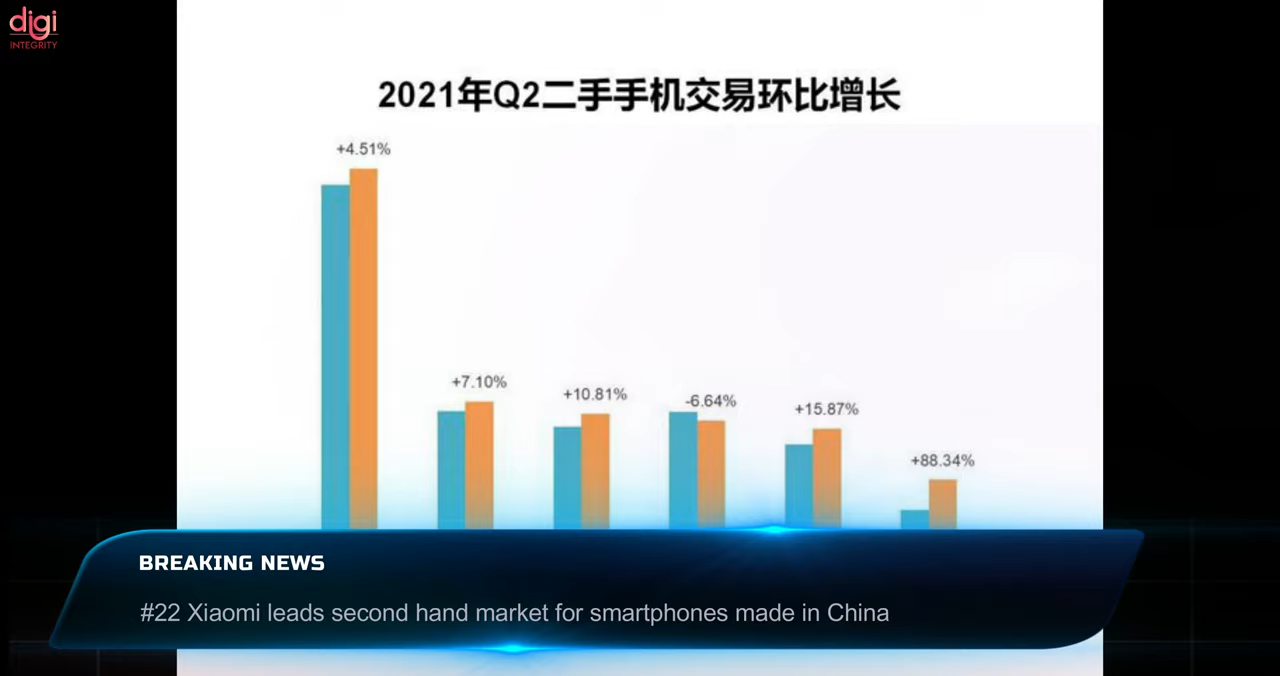 digi
INTEGRITY
2021年Q2二手手机交易环比增长
+4.51%
+7.10%
+10.81%
-6.64%
+15.87%
+88.34%
BREAKING NEWS
#22 Xiaomi leads second hand market for smartphones made in China